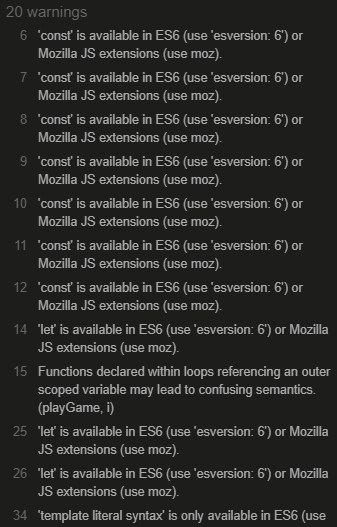 20 warnings
6 'const' is available in ES6 (use 'esversion: 6') or
Mozilla JS extensions (use moz).
7 'const' is available in ES6 (use 'esversion: 6') or
Mozilla JS extensions (use moz).
8 'const' is available in ES6 (use 'esversion: 6') or
Mozilla JS extensions (use moz).
9 'const' is available in ES6 (use 'esversion: 6') or
Mozilla JS extensions (use moz).
10 'const' is available in ES6 (use 'esversion: 6') or
Mozilla JS extensions (use moz).
11 'const' is available in ES6 (use 'esversion: 6') or
Mozilla JS extensions (use moz).
12 'const' is available in ES6 (use 'esversion: 6') or
Mozilla JS extensions (use moz).
14 'let' is available in ES6 (use 'esversion: 6') or Mozilla
JS extensions (use moz).
15 Functions declared within loops referencing an outer
scoped variable may lead to confusing semantics.
(playGame, i)
25 'let' is available in ES6 (use 'esversion: 6') or Mozilla
JS extensions (use moz).
26 'let' is available in ES6 (use 'esversion: 6') or Mozilla
JS extensions (use moz).
34 'template literal syntax' is only available in ES6 (use